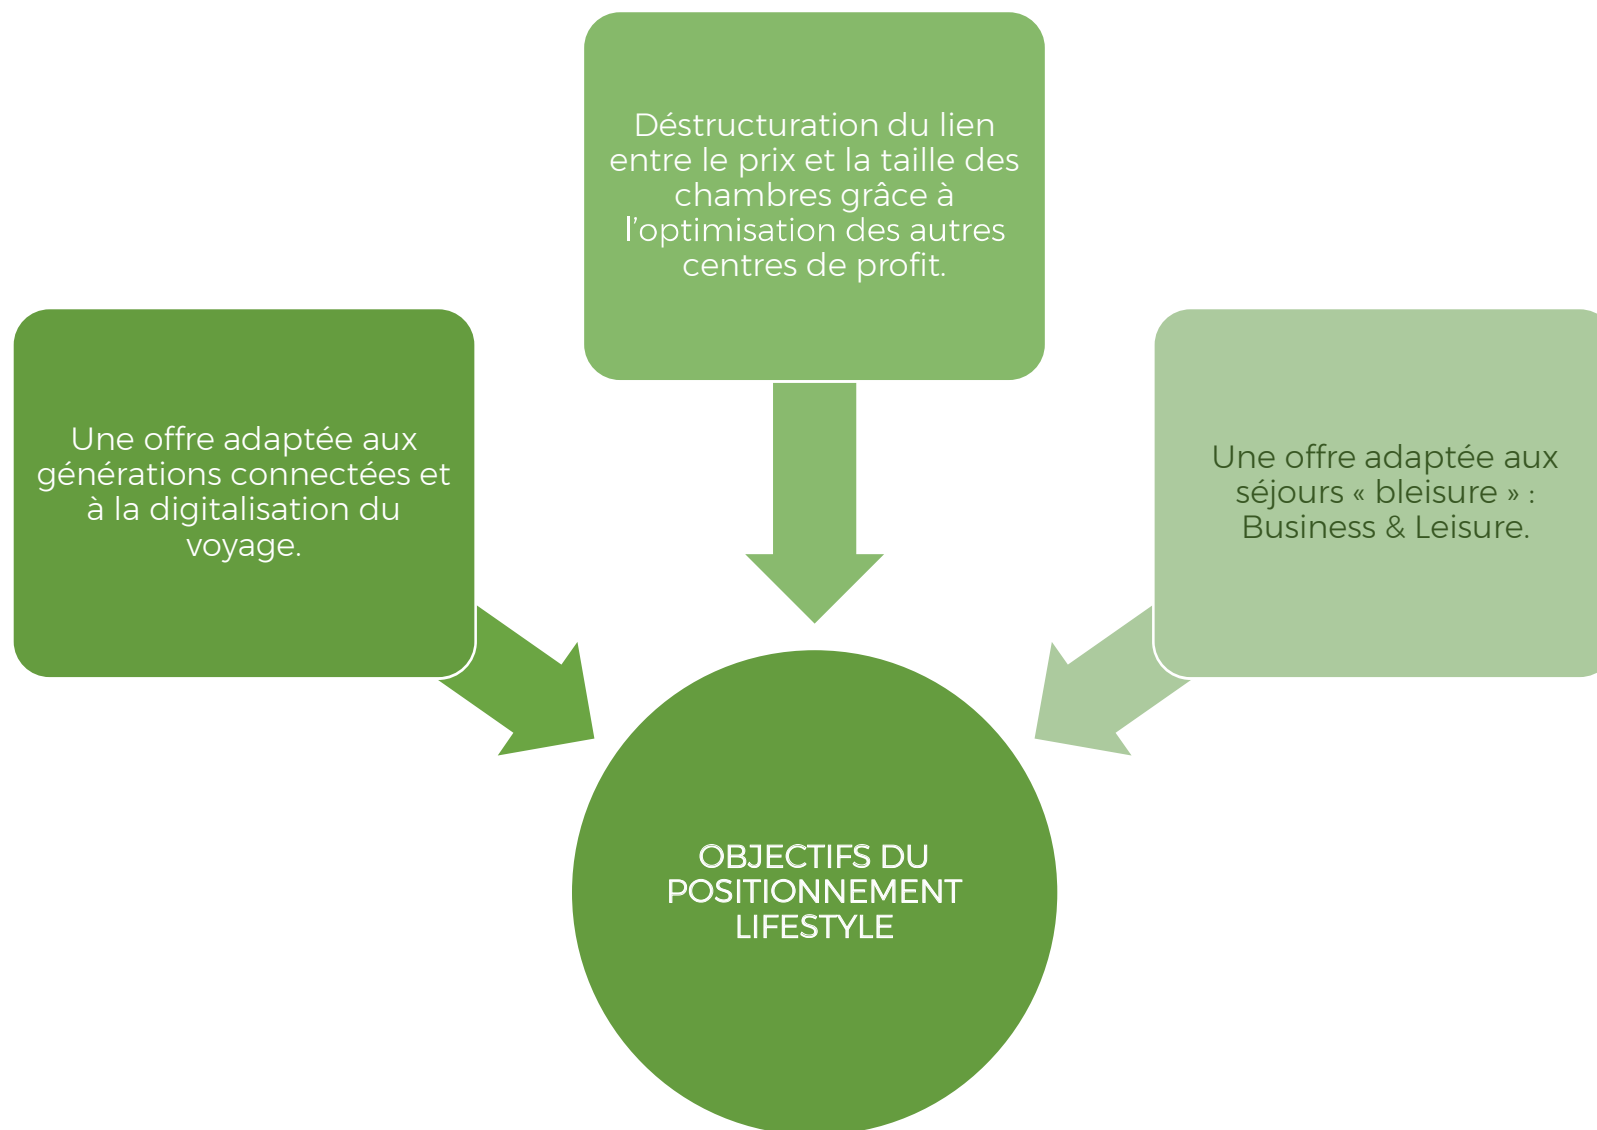 Déstructuration du lien
entre le prix et la taille des
chambres grâce à
l’optimisation des autres
centres de profit.
Une offre adaptée aux
générations connectées et
à la digitalisation du
voyage.
Une offre adaptée aux
séjours « bleisure » :
Business & Leisure.
OBJECTIFS DU
POSITIONNEMENT
LIFESTYLE